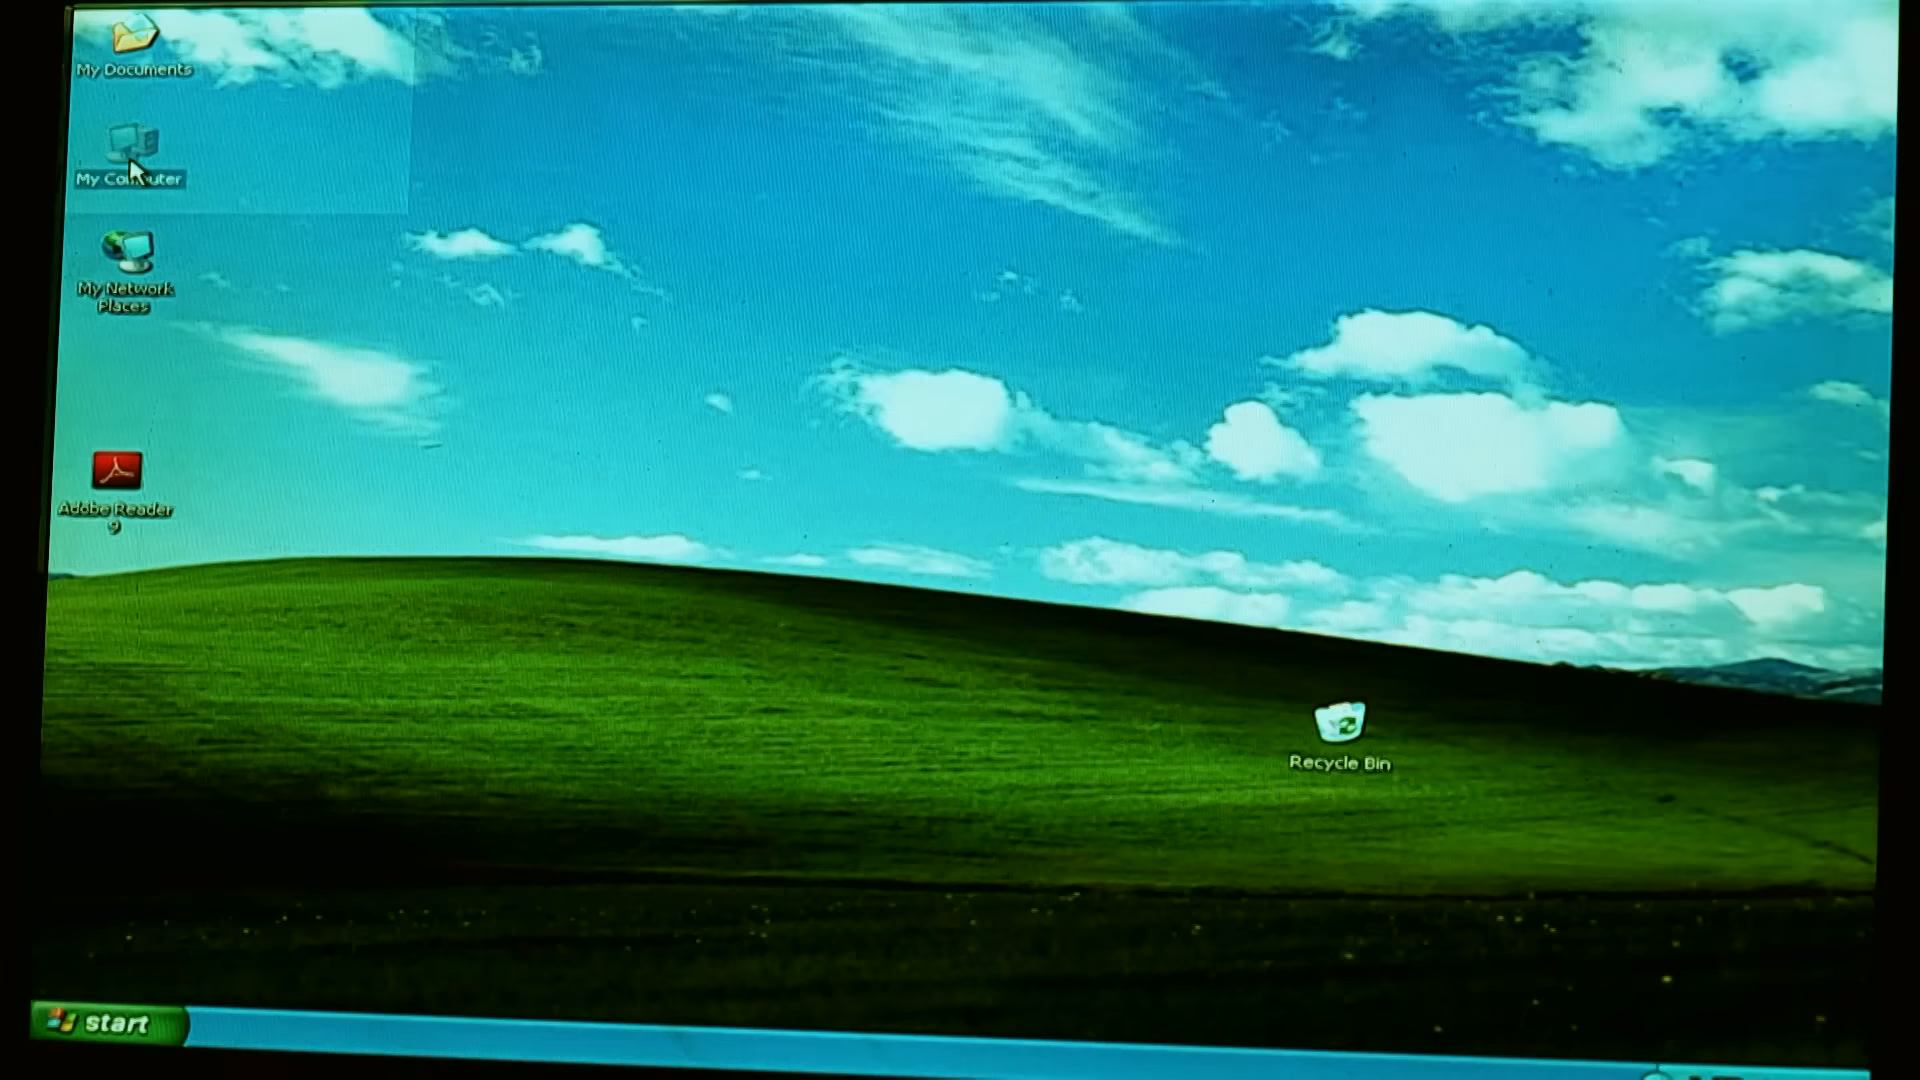 My Documents
My Computer
My Network
Places
Adobe Reader
9
Recycle Bin
start